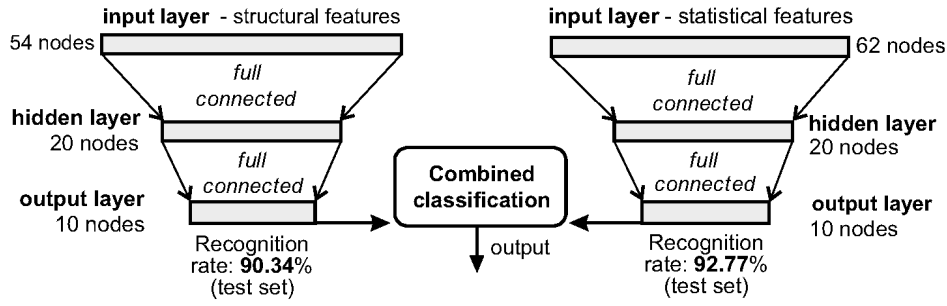 input layer - structural features
54 nodes
full
connected
hidden layer
20 nodes
full
connected
output layer
10 nodes
Recognition
rate: 90.34%
(test set)
Combined
classification
output
input layer - statistical features
62 nodes
full
connected
hidden layer
20 nodes
full
connected
output layer
10 nodes
Recognition
rate: 92.77%
(test set)